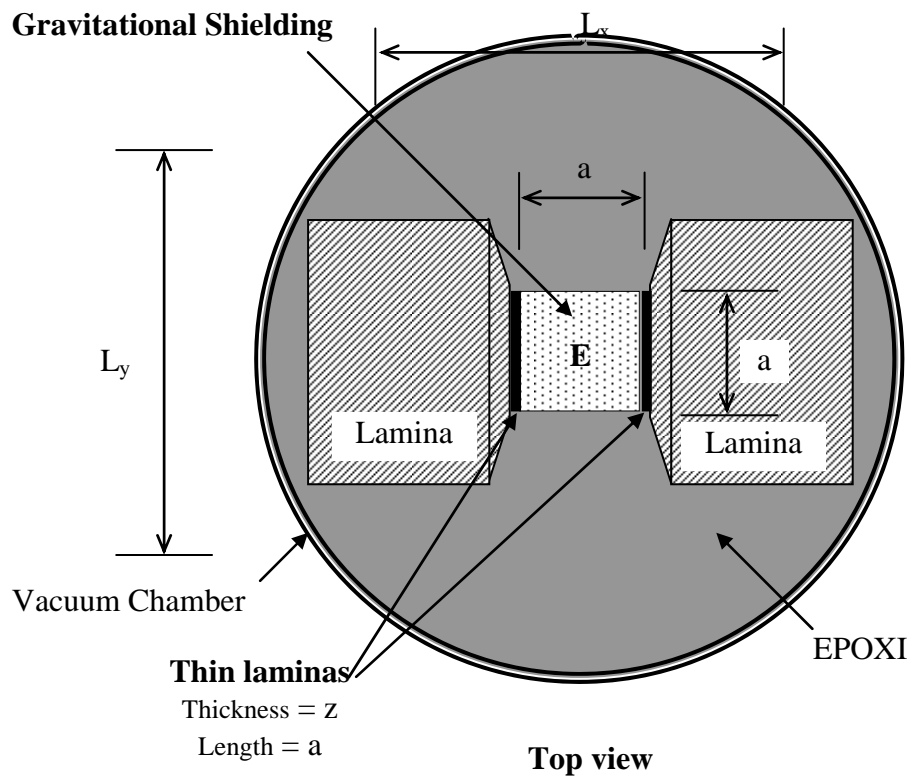 Gravitational Shielding
Lx
a
Ly
E
a
Lamina
Lamina
Vacuum Chamber
EPOXI
Thin laminas
Thickness = z
Length = a
Top view